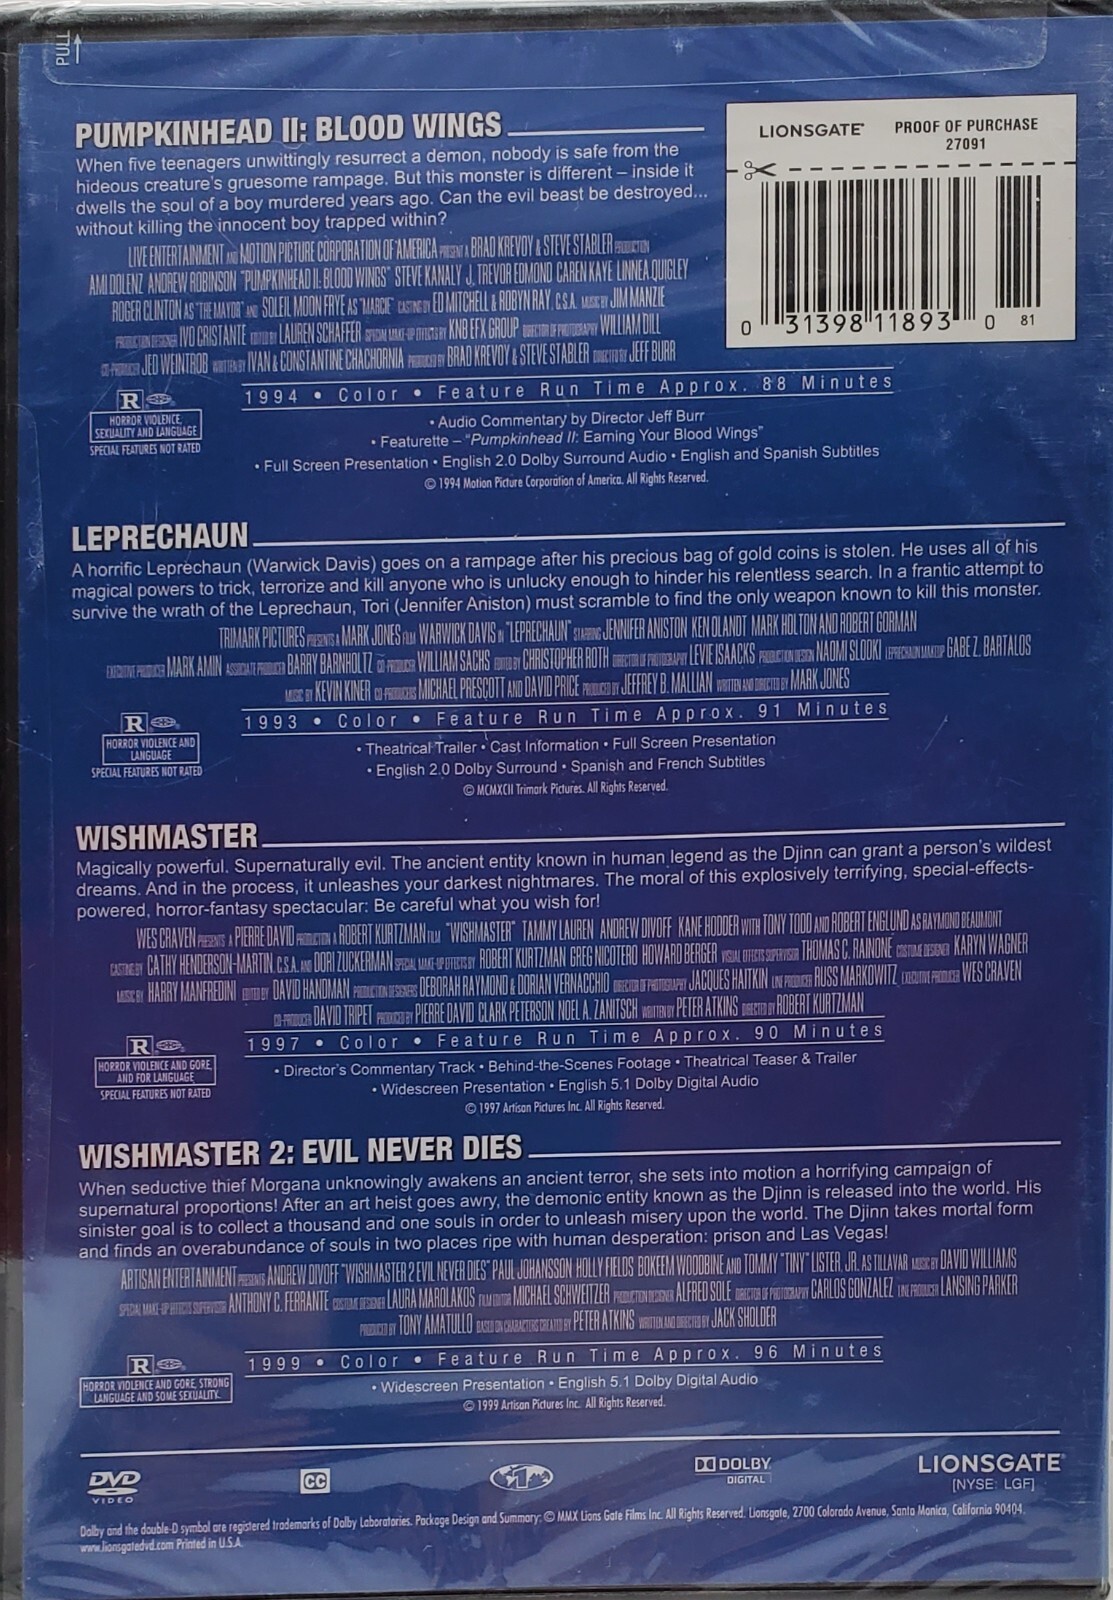 PULL
PUMPKINHEAD II: BLOOD WINGS
When five teenagers unwittingly resurrect a demon, nobody is safe from the
hideous creature's gruesome rampage. But this monster is different – inside it
dwells the soul of a boy murdered years ago. Can the evil beast be destroyed...
without killing the innocent boy trapped within?
LIVE ENTERTAINMENT AND MOTION PICTURE CORPORATION OF AMERICA PRESENT A BRAD KREVOY & STEVE STABLER PRODUCTION
AMI DOLENZ ANDREW ROBINSON "PUMPKINHEAD II: BLOOD WINGS" STEVE KANALY J. TREVOR EDMOND CAREN KAYE LINNEA QUIGLEY
ROGER CLINTON AS "THE MAYOR" AND SOLEIL MOON FRYE AS "MARCIE" CASTING BY ED MITCHELL & ROBYN RAY, C.S.A. MUSIC BY JIM MANZIE
PRODUCTION DESIGNER IVO CRISTANTE EDITED BY LAUREN SCHAFFER SPECIAL MAKE-UP EFFECTS BY KNB EFX GROUP DIRECTOR OF PHOTOGRAPHY WILLIAM DILL
CO-PRODUCER JED WEINTROB WRITTEN BY IVAN & CONSTANTINE CHACHORNIA PRODUCED BY BRAD KREVOY & STEVE STABLER DIRECTED BY JEFF BURR
LIONSGATE PROOF OF PURCHASE
27091
0 31398 11893 0 81
R
HORROR VIOLENCE,
SEXUALITY AND LANGUAGE
SPECIAL FEATURES NOT RATED
1994 • Color • Feature Run Time Approx. 88 Minutes
• Audio Commentary by Director Jeff Burr
• Featurette – "Pumpkinhead II: Earning Your Blood Wings"
• Full Screen Presentation • English 2.0 Dolby Surround Audio • English and Spanish Subtitles
© 1994 Motion Picture Corporation of America. All Rights Reserved.
LEPRECHAUN
A horrific Leprechaun (Warwick Davis) goes on a rampage after his precious bag of gold coins is stolen. He uses all of his
magical powers to trick, terrorize and kill anyone who is unlucky enough to hinder his relentless search. In a frantic attempt to
survive the wrath of the Leprechaun, Tori (Jennifer Aniston) must scramble to find the only weapon known to kill this monster.
TRIMARK PICTURES PRESENTS A MARK JONES FILM WARWICK DAVIS IN "LEPRECHAUN" STARRING JENNIFER ANISTON KEN OLANDT MARK HOLTON AND ROBERT GORMAN
EXECUTIVE PRODUCER MARK AMIN ASSOCIATE PRODUCER BARRY BARNHOLTZ CO-PRODUCER WILLIAM SACHS EDITED BY CHRISTOPHER ROTH DIRECTOR OF PHOTOGRAPHY LEVIE ISAACKS PRODUCTION DESIGN NAOMI SLODKI LEPRECHAUN MAKEUP GABE Z. BARTALOS
MUSIC BY KEVIN KINER CO-PRODUCERS MICHAEL PRESCOTT AND DAVID PRICE PRODUCED BY JEFFREY B. MALLIAN WRITTEN AND DIRECTED BY MARK JONES
R
HORROR VIOLENCE AND
LANGUAGE
SPECIAL FEATURES NOT RATED
1993 • Color • Feature Run Time Approx. 91 Minutes
• Theatrical Trailer • Cast Information • Full Screen Presentation
• English 2.0 Dolby Surround • Spanish and French Subtitles
© MCMXCII Trimark Pictures. All Rights Reserved.
WISHMASTER
Magically powerful. Supernaturally evil. The ancient entity known in human legend as the Djinn can grant a person's wildest
dreams. And in the process, it unleashes your darkest nightmares. The moral of this explosively terrifying, special-effects-
powered, horror-fantasy spectacular: Be careful what you wish for!
WES CRAVEN PRESENTS A PIERRE DAVID PRODUCTION A ROBERT KURTZMAN FILM "WISHMASTER" TAMMY LAUREN ANDREW DIVOFF KANE HODDER WITH TONY TODD AND ROBERT ENGLUND AS RAYMOND BEAUMONT
CASTING BY CATHY HENDERSON-MARTIN, C.S.A. AND DORI ZUCKERMAN SPECIAL MAKE-UP EFFECTS BY ROBERT KURTZMAN GREG NICOTERO HOWARD BERGER VISUAL EFFECTS SUPERVISOR THOMAS C. RAINONE COSTUME DESIGNER KARYN WAGNER
MUSIC BY HARRY MANFREDINI EDITED BY DAVID HANDMAN PRODUCTION DESIGNERS DEBORAH RAYMOND & DORIAN VERNACCHIO DIRECTOR OF PHOTOGRAPHY JACQUES HAITKIN LINE PRODUCER RUSS MARKOWITZ EXECUTIVE PRODUCER WES CRAVEN
CO-PRODUCER DAVID TRIPET PRODUCED BY PIERRE DAVID CLARK PETERSON NOEL A. ZANITSCH WRITTEN BY PETER ATKINS DIRECTED BY ROBERT KURTZMAN
R
HORROR VIOLENCE AND GORE,
AND FOR LANGUAGE
SPECIAL FEATURES NOT RATED
1997 • Color • Feature Run Time Approx. 90 Minutes
• Director's Commentary Track • Behind-the-Scenes Footage • Theatrical Teaser & Trailer
• Widescreen Presentation • English 5.1 Dolby Digital Audio
© 1997 Artisan Pictures Inc. All Rights Reserved.
WISHMASTER 2: EVIL NEVER DIES
When seductive thief Morgana unknowingly awakens an ancient terror, she sets into motion a horrifying campaign of
supernatural proportions! After an art heist goes awry, the demonic entity known as the Djinn is released into the world. His
sinister goal is to collect a thousand and one souls in order to unleash misery upon the world. The Djinn takes mortal form
and finds an overabundance of souls in two places ripe with human desperation: prison and Las Vegas!
ARTISAN ENTERTAINMENT PRESENTS ANDREW DIVOFF "WISHMASTER 2 EVIL NEVER DIES" PAUL JOHANSSON HOLLY FIELDS BOKEEM WOODBINE AND TOMMY "TINY" LISTER, JR. AS TILLAVAR MUSIC BY DAVID WILLIAMS
SPECIAL MAKE-UP EFFECTS SUPERVISOR ANTHONY C. FERRANTE COSTUME DESIGNER LAURA MAROLAKOS FILM EDITOR MICHAEL SCHWEITZER PRODUCTION DESIGNER ALFRED SOLE DIRECTOR OF PHOTOGRAPHY CARLOS GONZALEZ LINE PRODUCER LANSING PARKER
PRODUCED BY TONY AMATULLO BASED ON CHARACTERS CREATED BY PETER ATKINS WRITTEN AND DIRECTED BY JACK SHOLDER
R
HORROR VIOLENCE AND GORE, STRONG
LANGUAGE AND SOME SEXUALITY.
1999 • Color • Feature Run Time Approx. 96 Minutes
• Widescreen Presentation • English 5.1 Dolby Digital Audio
© 1999 Artisan Pictures Inc. All Rights Reserved.
DVD VIDEO
CC
1
DOLBY DIGITAL
LIONSGATE
[NYSE: LGF]
Dolby and the double-D symbol are registered trademarks of Dolby Laboratories. Package Design and Summary: © MMX Lions Gate Films Inc. All Rights Reserved. Lionsgate, 2700 Colorado Avenue, Santa Monica, California 90404.
www.lionsgatedvd.com Printed in U.S.A.